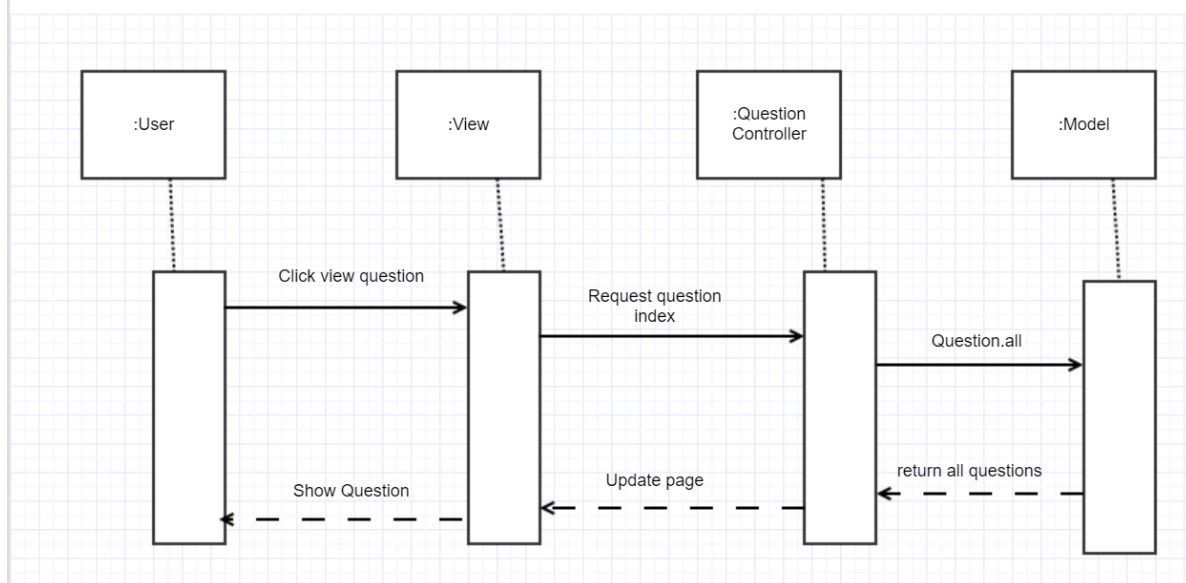 :User
:View
:Question
Controller
:Model
Click view question
Request question
index
Question.all
return all questions
Update page
Show Question